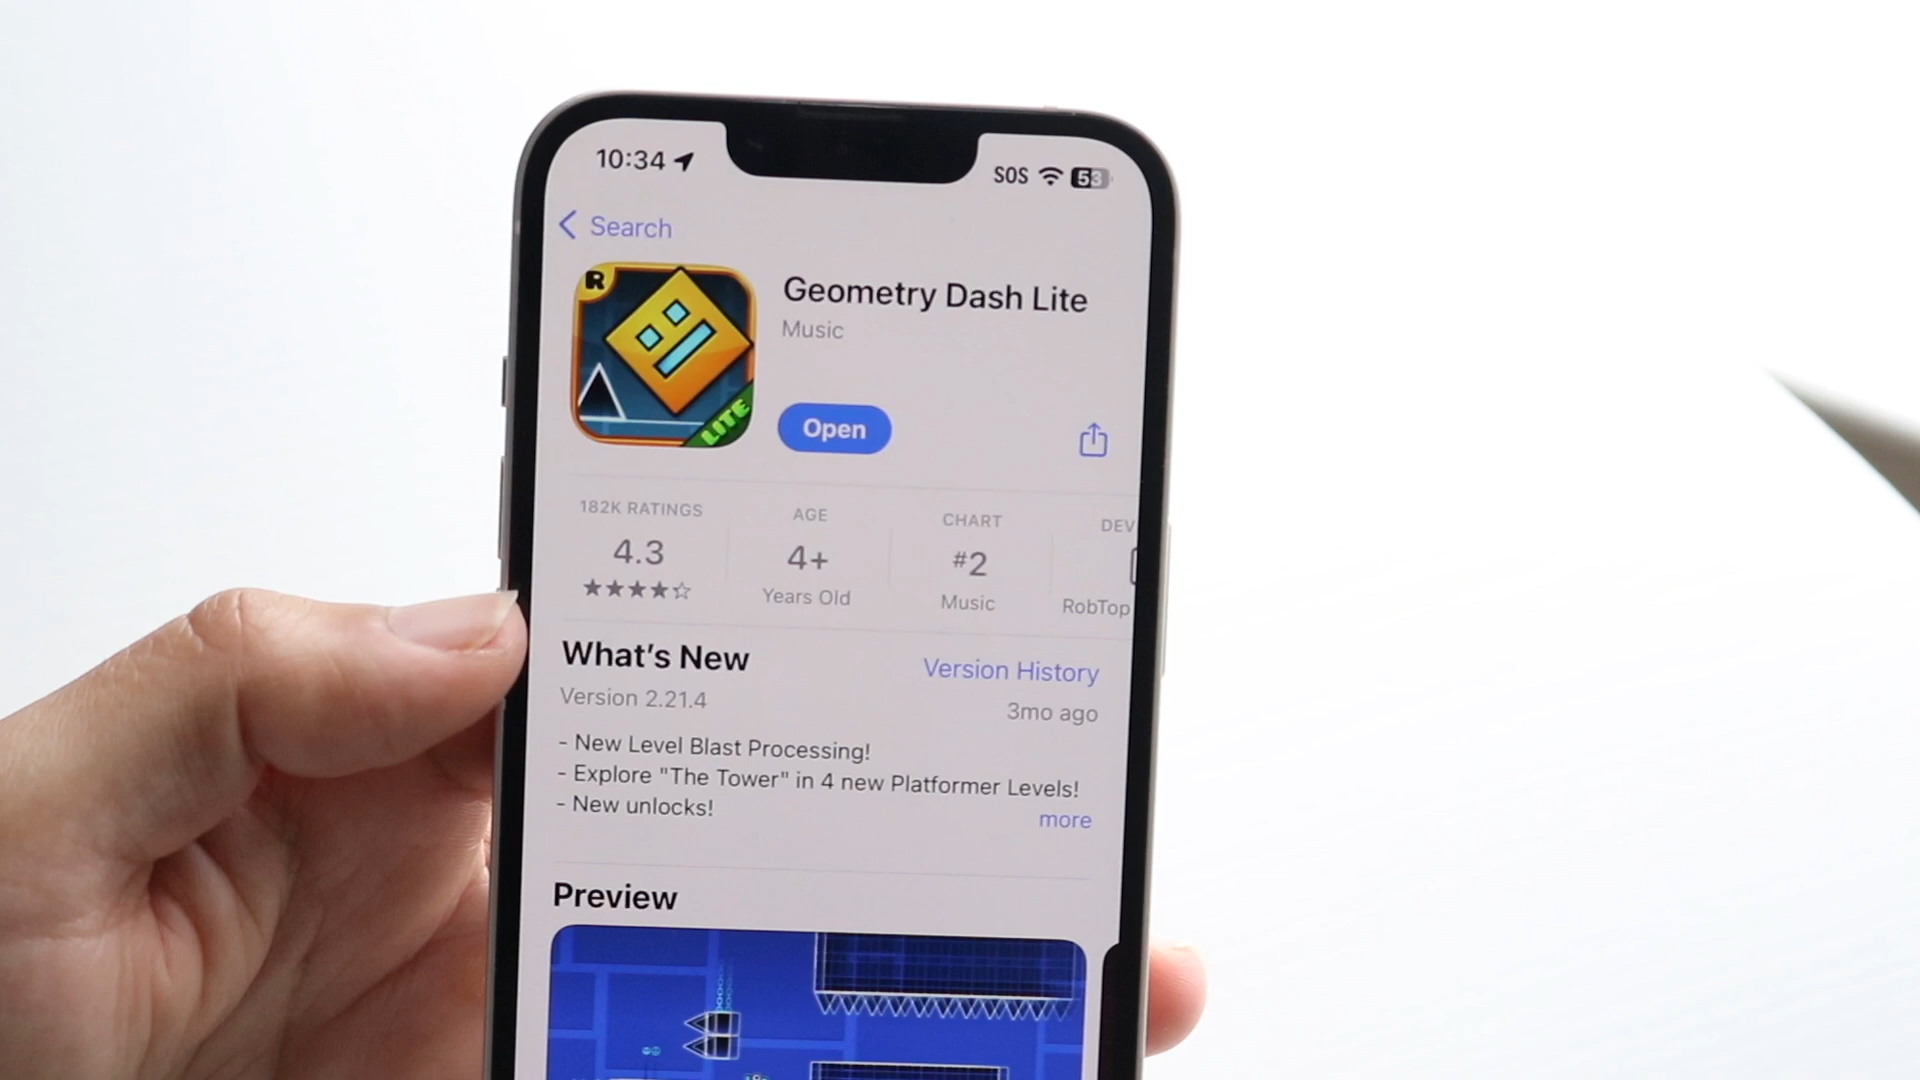 10:34
SOS 53
Search
R
LITE
Geometry Dash Lite
Music
Open
182K RATINGS
4.3
★★★★☆
AGE
4+
Years Old
CHART
#2
Music
DEV
RobTop
What's New
Version History
Version 2.21.4
3mo ago
- New Level Blast Processing!
- Explore "The Tower" in 4 new Platformer Levels!
- New unlocks!
more
Preview